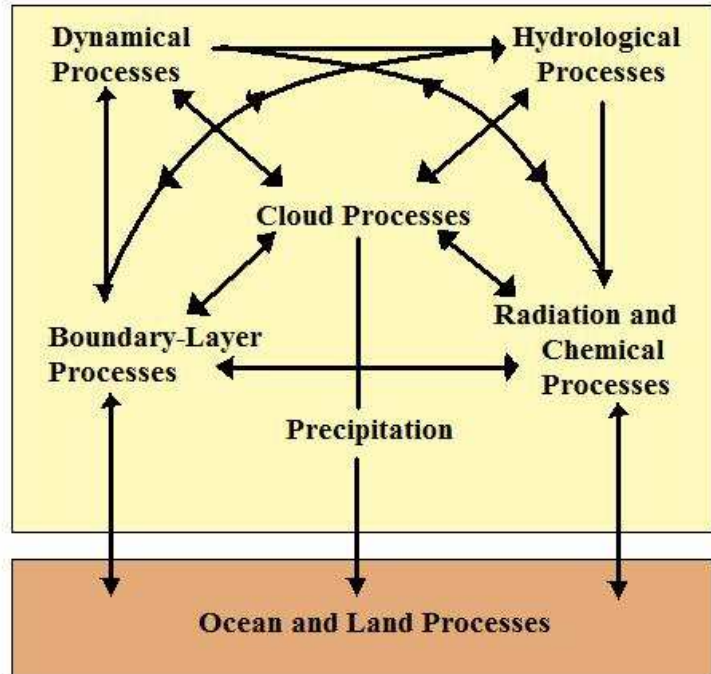 Dynamical
Processes
Hydrological
Processes
Cloud Processes
Boundary-Layer
Processes
Radiation and
Chemical
Processes
Precipitation
Ocean and Land Processes